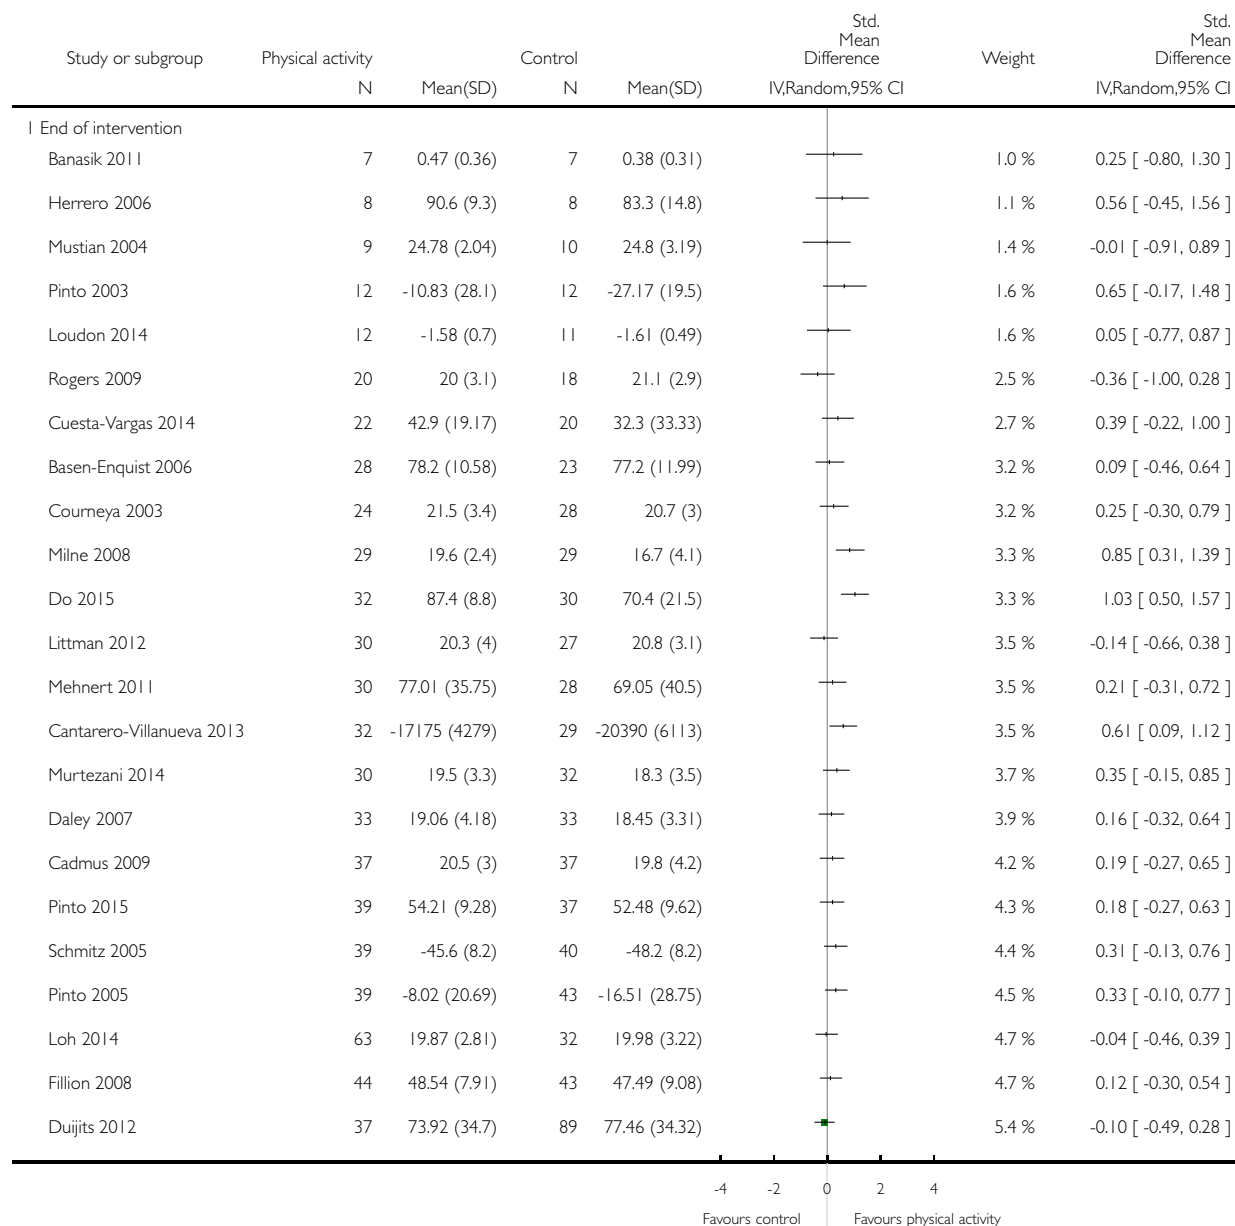 Std. Std.
Mean Mean
Study or subgroup Physical activity Control Difference Weight Difference
N Mean(SD) N Mean(SD) IV,Random,95% CI IV,Random,95% CI
1 End of intervention
Banasik 2011 7 0.47 (0.36) 7 0.38 (0.31) 1.0 % 0.25 [ -0.80, 1.30 ]
Herrero 2006 8 90.6 (9.3) 8 83.3 (14.8) 1.1 % 0.56 [ -0.45, 1.56 ]
Mustian 2004 9 24.78 (2.04) 10 24.8 (3.19) 1.4 % -0.01 [ -0.91, 0.89 ]
Pinto 2003 12 -10.83 (28.1) 12 -27.17 (19.5) 1.6 % 0.65 [ -0.17, 1.48 ]
Loudon 2014 12 -1.58 (0.7) 11 -1.61 (0.49) 1.6 % 0.05 [ -0.77, 0.87 ]
Rogers 2009 20 20 (3.1) 18 21.1 (2.9) 2.5 % -0.36 [ -1.00, 0.28 ]
Cuesta-Vargas 2014 22 42.9 (19.17) 20 32.3 (33.33) 2.7 % 0.39 [ -0.22, 1.00 ]
Basen-Enquist 2006 28 78.2 (10.58) 23 77.2 (11.99) 3.2 % 0.09 [ -0.46, 0.64 ]
Courneya 2003 24 21.5 (3.4) 28 20.7 (3) 3.2 % 0.25 [ -0.30, 0.79 ]
Milne 2008 29 19.6 (2.4) 29 16.7 (4.1) 3.3 % 0.85 [ 0.31, 1.39 ]
Do 2015 32 87.4 (8.8) 30 70.4 (21.5) 3.3 % 1.03 [ 0.50, 1.57 ]
Littman 2012 30 20.3 (4) 27 20.8 (3.1) 3.5 % -0.14 [ -0.66, 0.38 ]
Mehnert 2011 30 77.01 (35.75) 28 69.05 (40.5) 3.5 % 0.21 [ -0.31, 0.72 ]
Cantarero-Villanueva 2013 32 -17175 (4279) 29 -20390 (6113) 3.5 % 0.61 [ 0.09, 1.12 ]
Murtezani 2014 30 19.5 (3.3) 32 18.3 (3.5) 3.7 % 0.35 [ -0.15, 0.85 ]
Daley 2007 33 19.06 (4.18) 33 18.45 (3.31) 3.9 % 0.16 [ -0.32, 0.64 ]
Cadmus 2009 37 20.5 (3) 37 19.8 (4.2) 4.2 % 0.19 [ -0.27, 0.65 ]
Pinto 2015 39 54.21 (9.28) 37 52.48 (9.62) 4.3 % 0.18 [ -0.27, 0.63 ]
Schmitz 2005 39 -45.6 (8.2) 40 -48.2 (8.2) 4.4 % 0.31 [ -0.13, 0.76 ]
Pinto 2005 39 -8.02 (20.69) 43 -16.51 (28.75) 4.5 % 0.33 [ -0.10, 0.77 ]
Loh 2014 63 19.87 (2.81) 32 19.98 (3.22) 4.7 % -0.04 [ -0.46, 0.39 ]
Fillion 2008 44 48.54 (7.91) 43 47.49 (9.08) 4.7 % 0.12 [ -0.30, 0.54 ]
Duijits 2012 37 73.92 (34.7) 89 77.46 (34.32) 5.4 % -0.10 [ -0.49, 0.28 ]
-4 -2 0 2 4
Favours control Favours physical activity